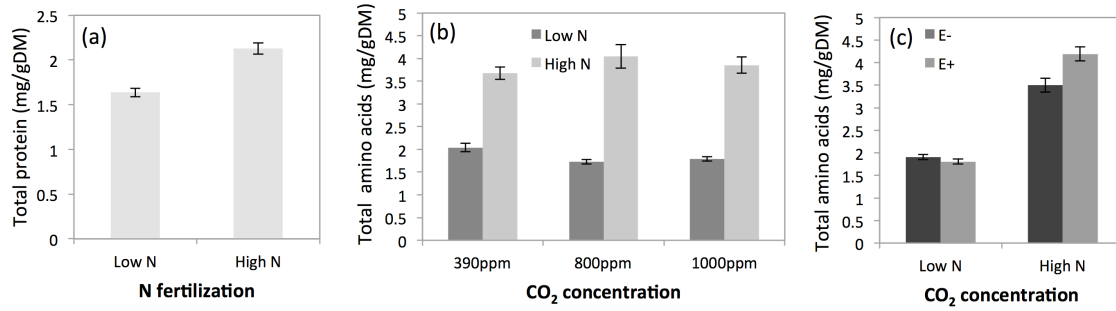 (a)
Total protein (mg/gDM)
2.5
2
1.5
1
0.5
0
Low N
High N
N fertilization
(b)
Low N
High N
Total amino acids (mg/gDM)
5
4.5
4
3.5
3
2.5
2
1.5
1
0.5
0
390ppm
800ppm
1000ppm
CO₂ concentration
(c)
E-
E+
Total amino acids (mg/gDM)
5
4.5
4
3.5
3
2.5
2
1.5
1
0.5
0
Low N
High N
CO₂ concentration